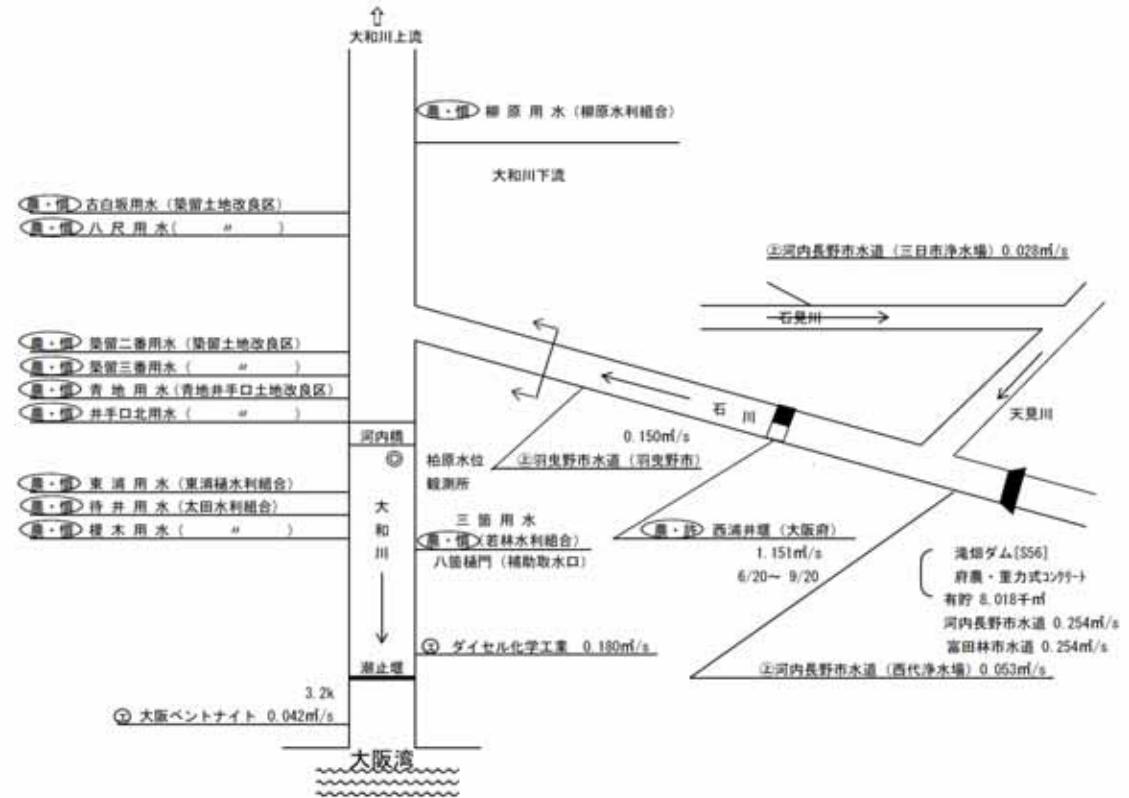 大和川上流
農・慣 柳原用水(柳原水利組合)
大和川下流
農・慣 古白坂用水(築留土地改良区)
農・慣 八尺用水( 〃 )
㊤河内長野市水道(三日市浄水場) 0.028㎥/s
石見川
農・慣 築留二番用水(築留土地改良区)
農・慣 築留三番用水( 〃 )
農・慣 青地用水(青地井手口土地改良区)
農・慣 井手口北用水( 〃 )
石川
天見川
河内橋
◎
柏原水位
観測所
0.150㎥/s
㊤羽曳野市水道(羽曳野市)
農・慣 東浦用水(東浦樋水利組合)
農・慣 待井用水(太田水利組合)
農・慣 榎木用水( 〃 )
大和川
三箇用水
農・慣(若林水利組合)
八箇樋門(補助取水口)
農・許 西浦井堰(大阪府)
1.151㎥/s
6/20~ 9/20
滝畑ダム[S56]
府農・重力式コンクリート
有貯 8,018千㎥
河内長野市水道 0.254㎥/s
富田林市水道 0.254㎥/s
㋓ ダイセル化学工業 0.180㎥/s
㊤河内長野市水道(西代浄水場) 0.053㎥/s
潮止堰
3.2k
㋓ 大阪ベントナイト 0.042㎥/s
大阪湾